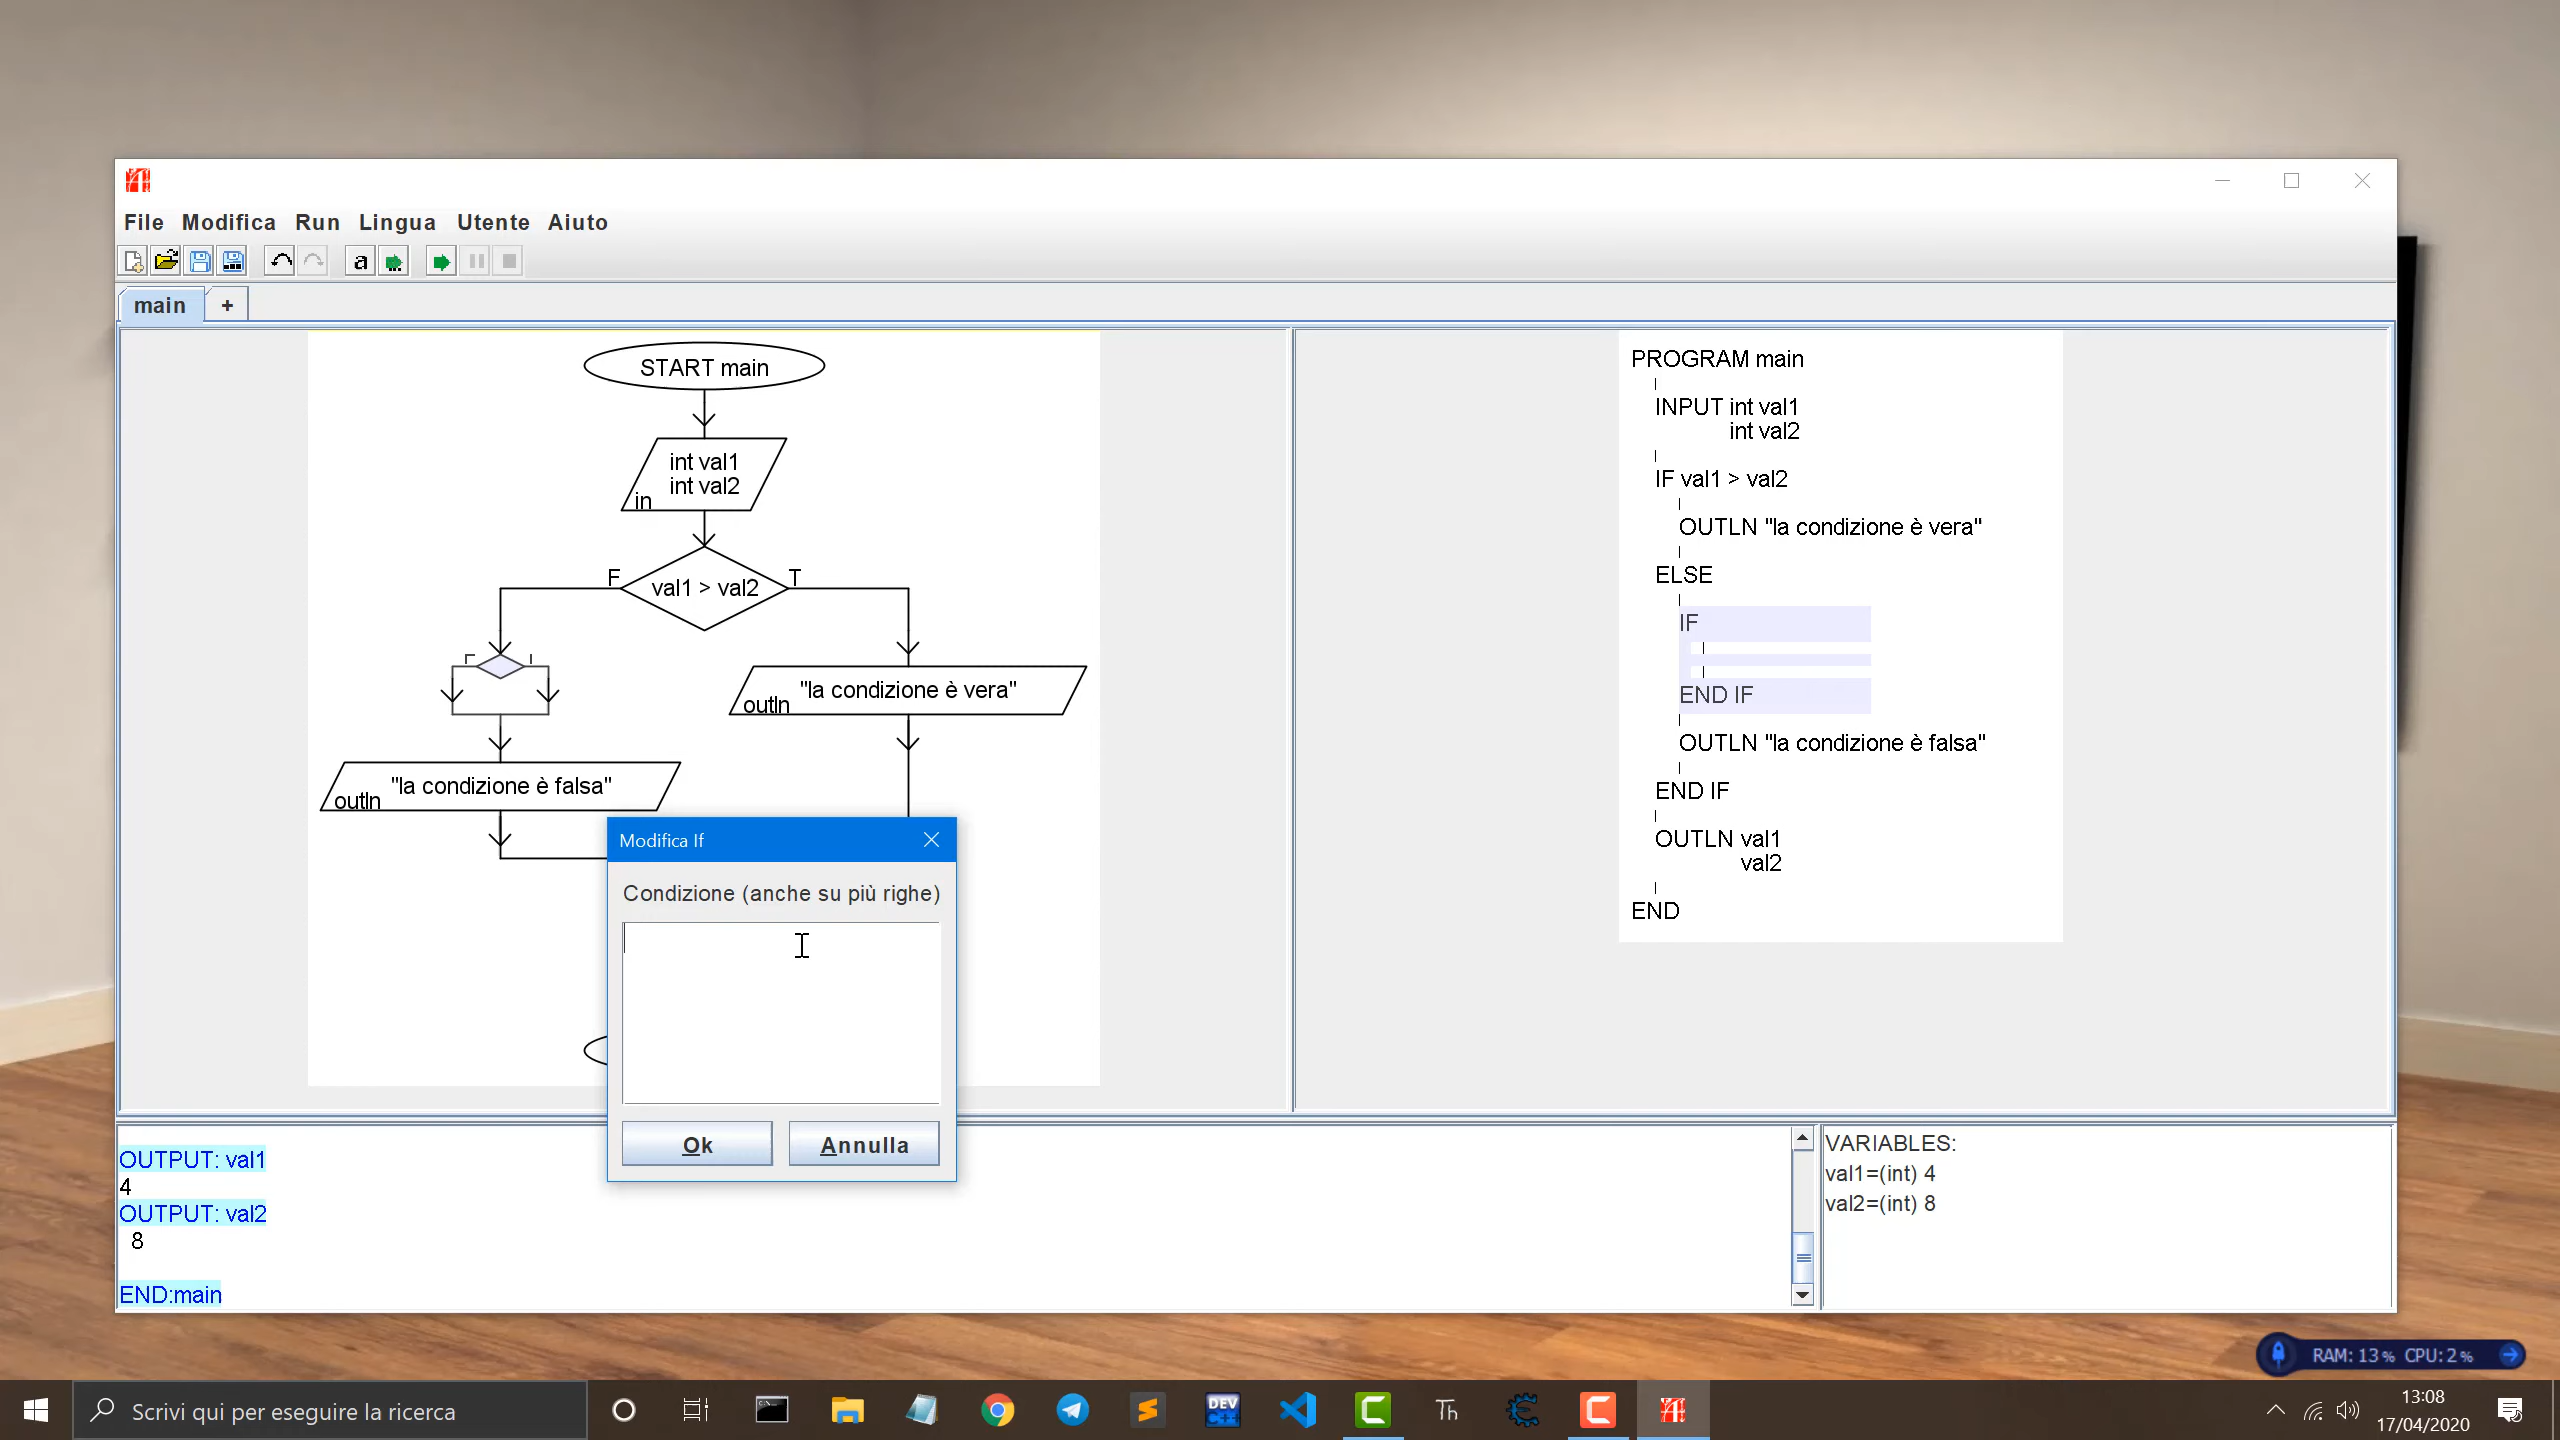 File Modifica Run Lingua Utente Aiuto
a
main +
START main
int val1
int val2
in
F val1 > val2 T
"la condizione è vera"
outln
"la condizione è falsa"
outln
PROGRAM main
INPUT int val1
int val2
IF val1 > val2
OUTLN "la condizione è vera"
ELSE
IF
END IF
OUTLN "la condizione è falsa"
END IF
OUTLN val1
val2
END
Modifica If
Condizione (anche su più righe)
Ok Annulla
OUTPUT: val1
4
OUTPUT: val2
8
END:main
VARIABLES:
val1=(int) 4
val2=(int) 8
RAM: 13 % CPU: 2 %
Scrivi qui per eseguire la ricerca
DEV
C++
Th
13:08
17/04/2020